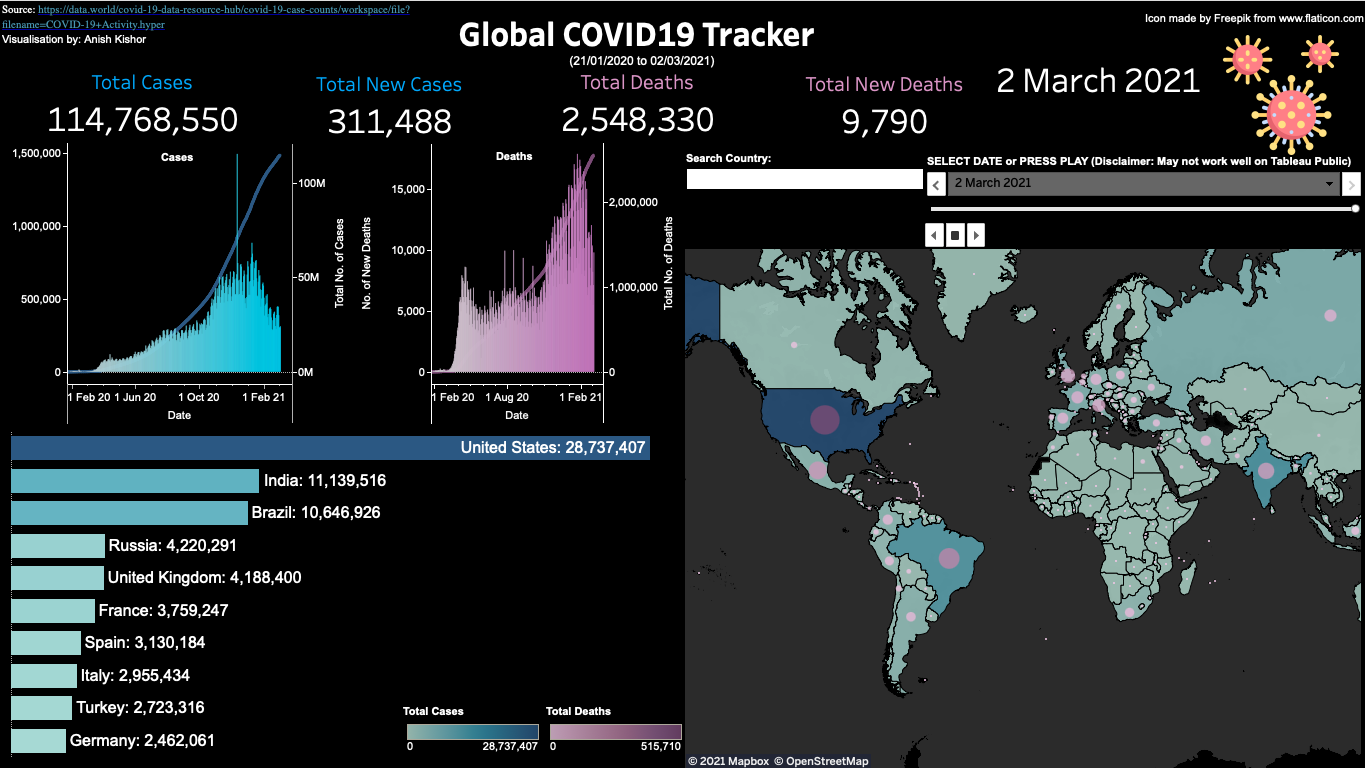 Source: https://data.world/covid-19-data-resource-hub/covid-19-case-counts/workspace/file?
filename=COVID-19+Activity.hyper
Visualisation by: Anish Kishor
Global COVID19 Tracker
(21/01/2020 to 02/03/2021)
Icon made by Freepik from www.flaticon.com
Total Cases
114,768,550
Total New Cases
311,488
Total Deaths
2,548,330
Total New Deaths
9,790
2 March 2021
Cases
1,500,000
1,000,000
500,000
0
100M
50M
0M
Total No. of Cases
1 Feb 20 1 Jun 20 1 Oct 20 1 Feb 21
Date
Deaths
No. of New Deaths
15,000
10,000
5,000
0
2,000,000
1,000,000
0
Total No. of Deaths
1 Feb 20 1 Aug 20 1 Feb 21
Date
Search Country:
SELECT DATE or PRESS PLAY (Disclaimer: May not work well on Tableau Public)
2 March 2021
United States: 28,737,407
India: 11,139,516
Brazil: 10,646,926
Russia: 4,220,291
United Kingdom: 4,188,400
France: 3,759,247
Spain: 3,130,184
Italy: 2,955,434
Turkey: 2,723,316
Germany: 2,462,061
Total Cases
0 28,737,407
Total Deaths
0 515,710
© 2021 Mapbox © OpenStreetMap